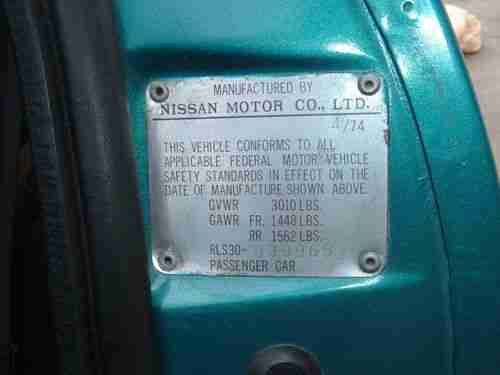 MANUFACTURED BY
NISSAN MOTOR CO., LTD.
4/74
THIS VEHICLE CONFORMS TO ALL
APPLICABLE FEDERAL MOTOR VEHICLE
SAFETY STANDARDS IN EFFECT ON THE
DATE OF MANUFACTURE SHOWN ABOVE.
GVWR 3010 LBS.
GAWR FR. 1448 LBS.
RR 1562 LBS.
RLS30-
PASSENGER CAR